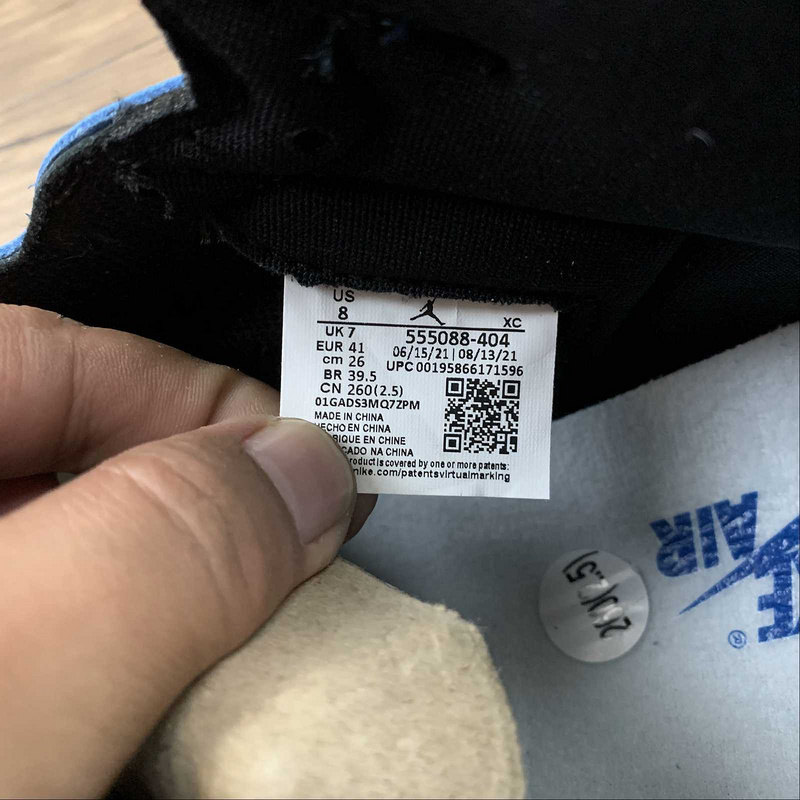 US
8
XC
UK 7
555088-404
EUR 41
06/15/21 | 08/13/21
cm 26
UPC 00195866171596
BR 39.5
CN 260(2.5)
01GADS3MQ7ZPM
MADE IN CHINA
HECHO EN CHINA
RIQUE EN CHINE
CADO NA CHINA
product is covered by one or more patents:
nike.com/patentsvirtualmarking
AIR
®